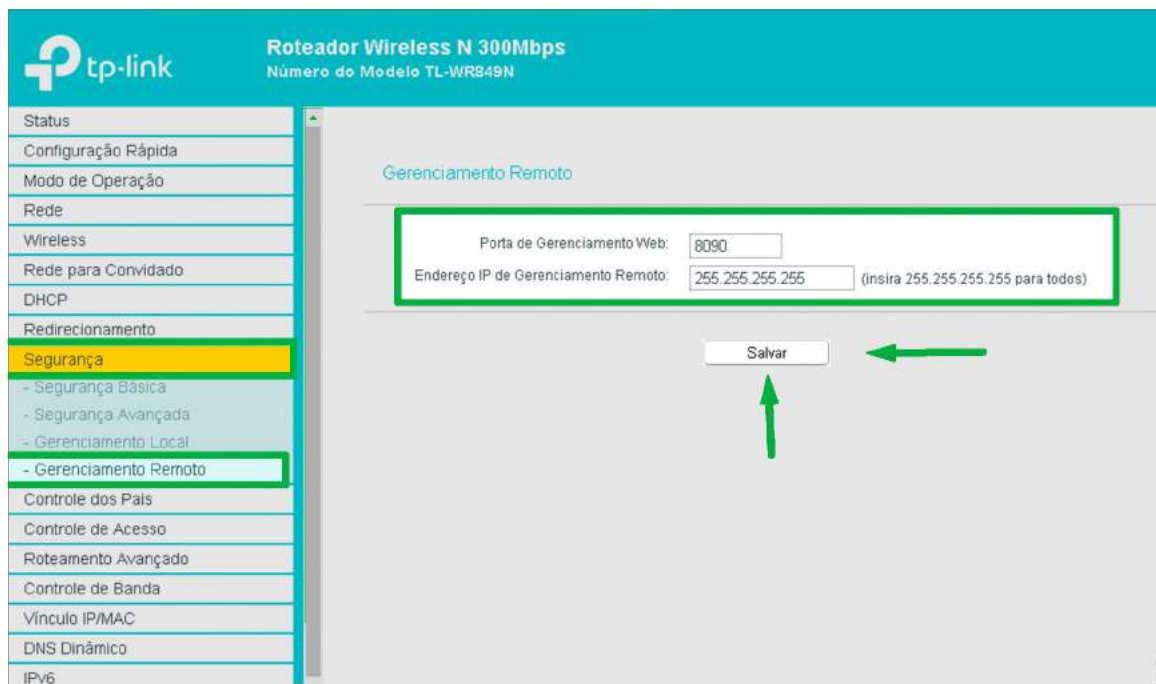 tp-link
Roteador Wireless N 300Mbps
Número do Modelo TL-WR849N
Status
Configuração Rápida
Modo de Operação
Rede
Wireless
Rede para Convidado
DHCP
Redirecionamento
Segurança
- Segurança Básica
- Segurança Avançada
- Gerenciamento Local
- Gerenciamento Remoto
Controle dos Pais
Controle de Acesso
Roteamento Avançado
Controle de Banda
Vínculo IP/MAC
DNS Dinâmico
IPv6
Gerenciamento Remoto
Porta de Gerenciamento Web: 8090
Endereço IP de Gerenciamento Remoto: 255.255.255.255 (insira 255.255.255.255 para todos)
Salvar